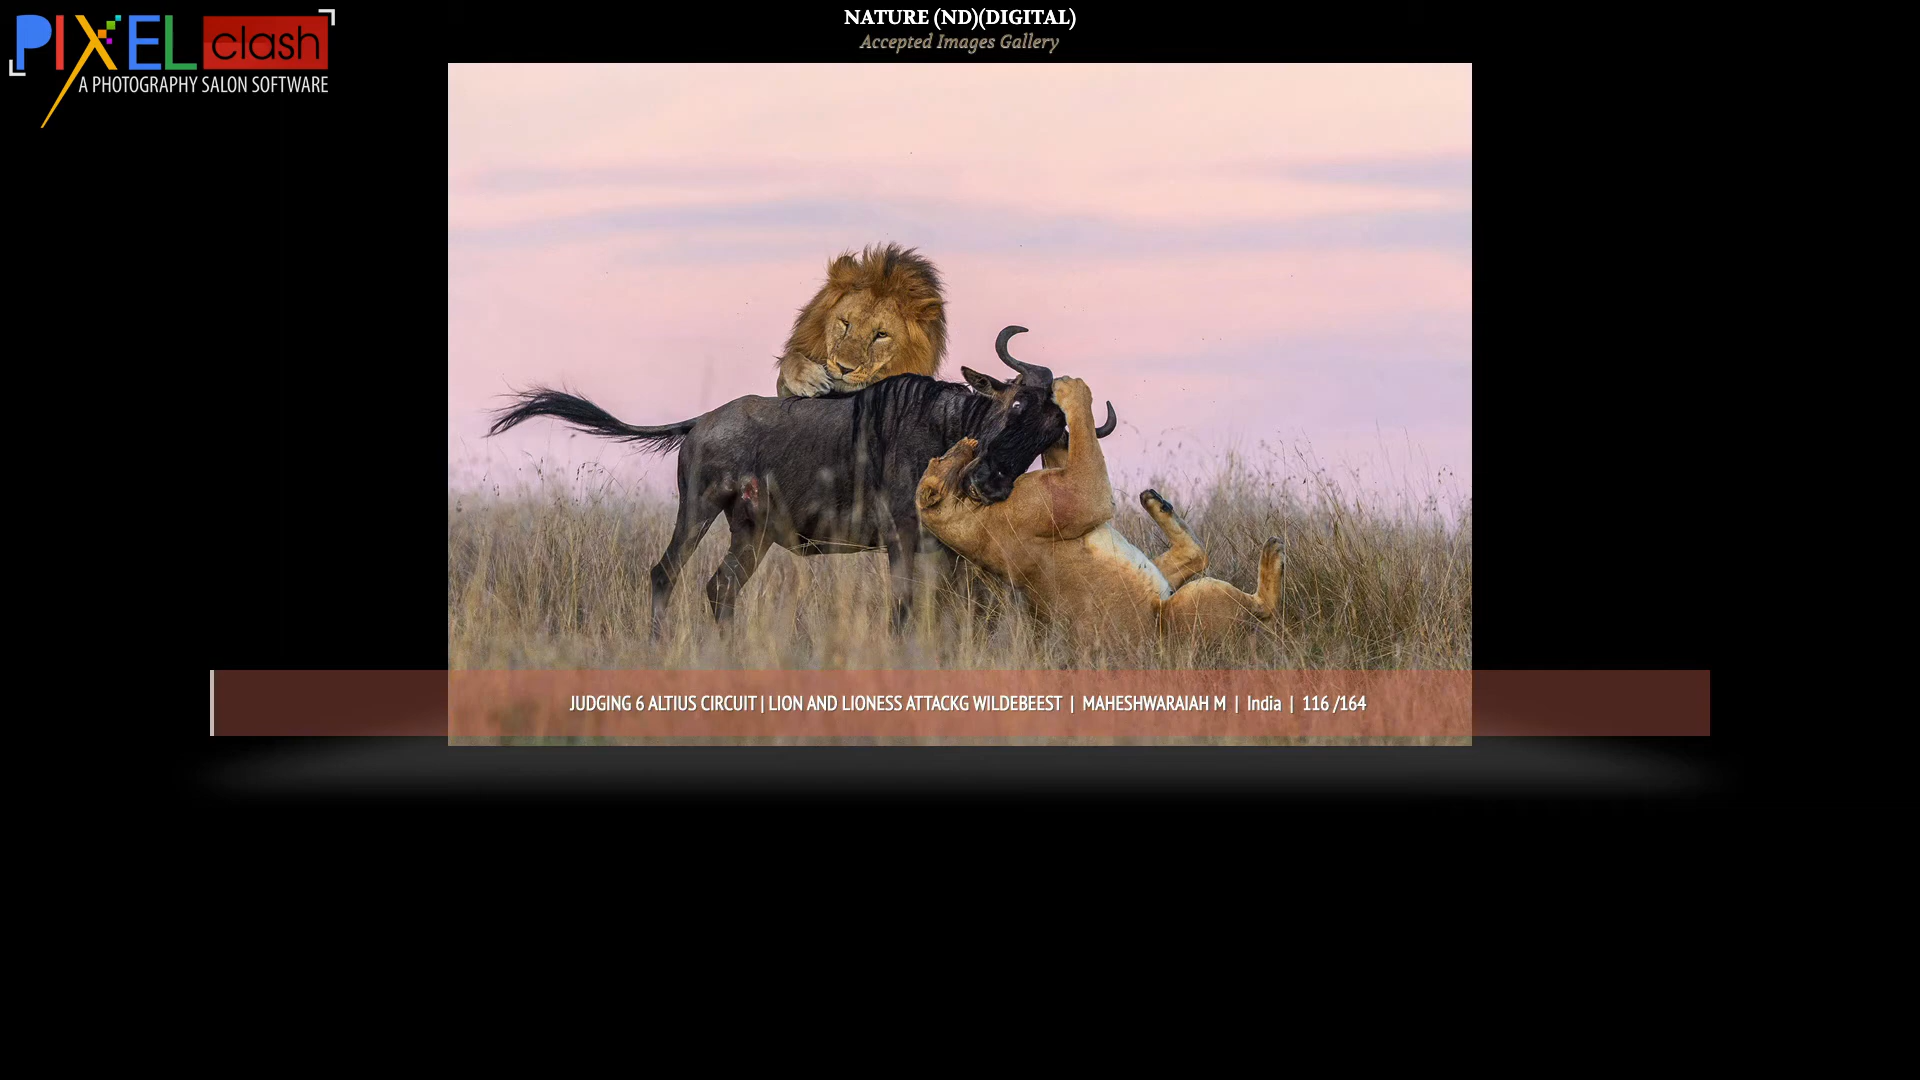 PIXEL clash
A PHOTOGRAPHY SALON SOFTWARE
NATURE (ND)(DIGITAL)
Accepted Images Gallery
JUDGING 6 ALTIUS CIRCUIT | LION AND LIONESS ATTACKG WILDEBEEST | MAHESHWARAIAH M | India | 116 /164